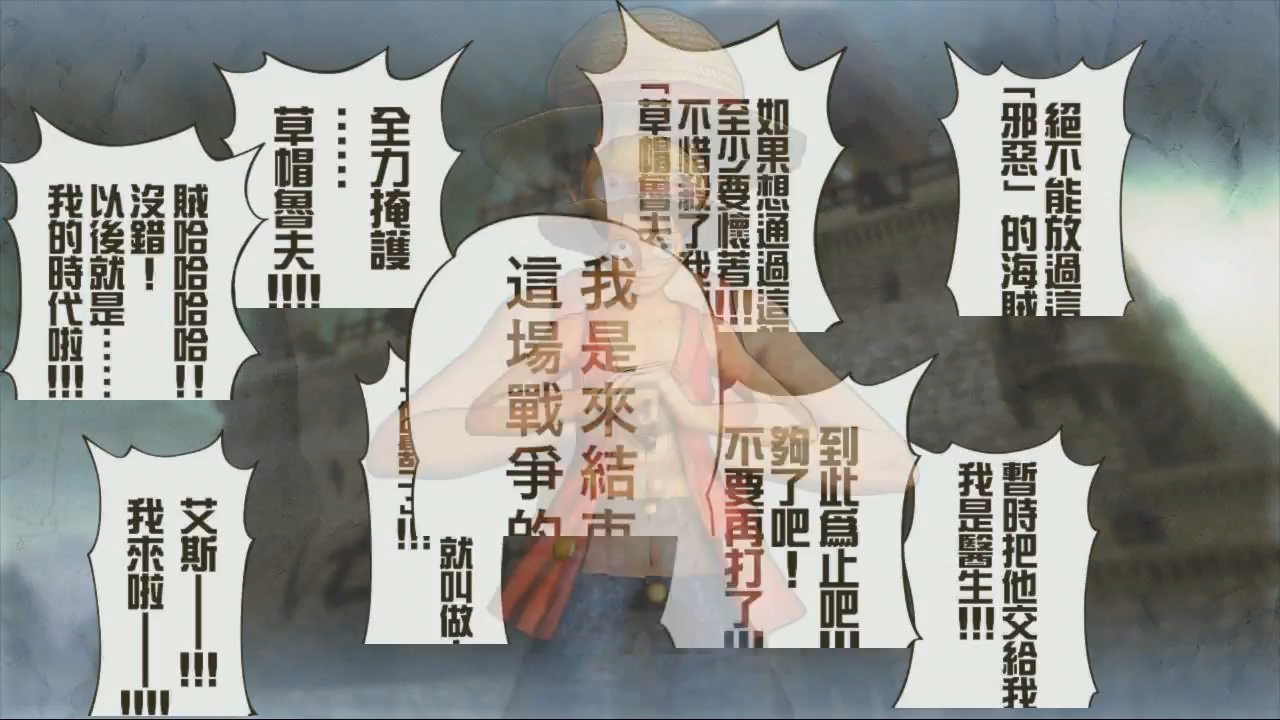 絕不能放過這
「邪惡」的海賊
如果想通過這
至少要懷著!!!
不惜殺了我
「草帽魯夫
全力掩護
……
草帽魯夫!!!!
賊哈哈哈哈!!
沒錯！
以後就是……
我的時代啦!!!
我是來結束
這場戰爭的
到此為止吧!!!
夠了吧！
不要再打了!!!
暫時把他交給我
我是醫生!!!
就叫做
艾斯——!!!
我來啦——!!!!